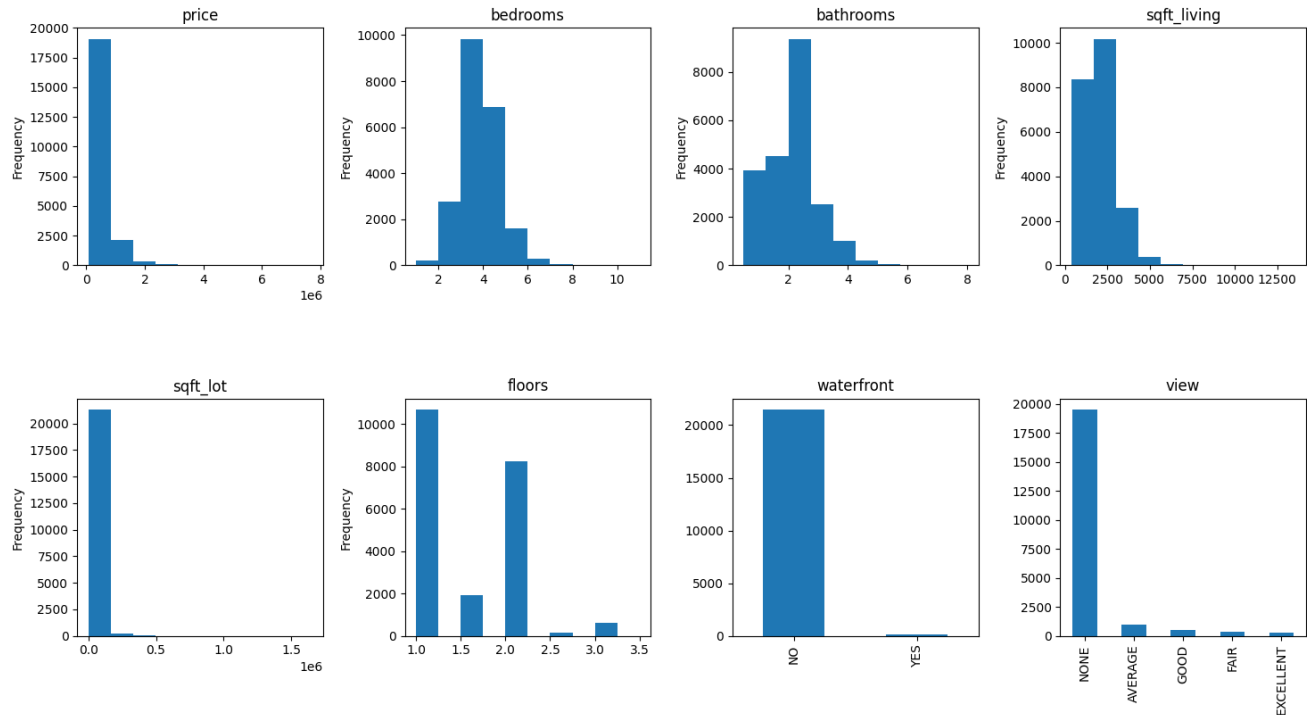 price
20000
17500
15000
12500
10000
7500
5000
2500
0
Frequency
0 2 4 6 8
1e6
bedrooms
10000
8000
6000
4000
2000
0
Frequency
2 4 6 8 10
bathrooms
8000
6000
4000
2000
0
Frequency
2 4 6 8
sqft_living
10000
8000
6000
4000
2000
0
Frequency
0 2500 5000 7500 10000 12500
sqft_lot
20000
17500
15000
12500
10000
7500
5000
2500
0
Frequency
0.0 0.5 1.0 1.5
1e6
floors
10000
8000
6000
4000
2000
0
Frequency
1.0 1.5 2.0 2.5 3.0 3.5
waterfront
20000
15000
10000
5000
0
NO
YES
view
20000
17500
15000
12500
10000
7500
5000
2500
0
NONE
AVERAGE
GOOD
FAIR
EXCELLENT